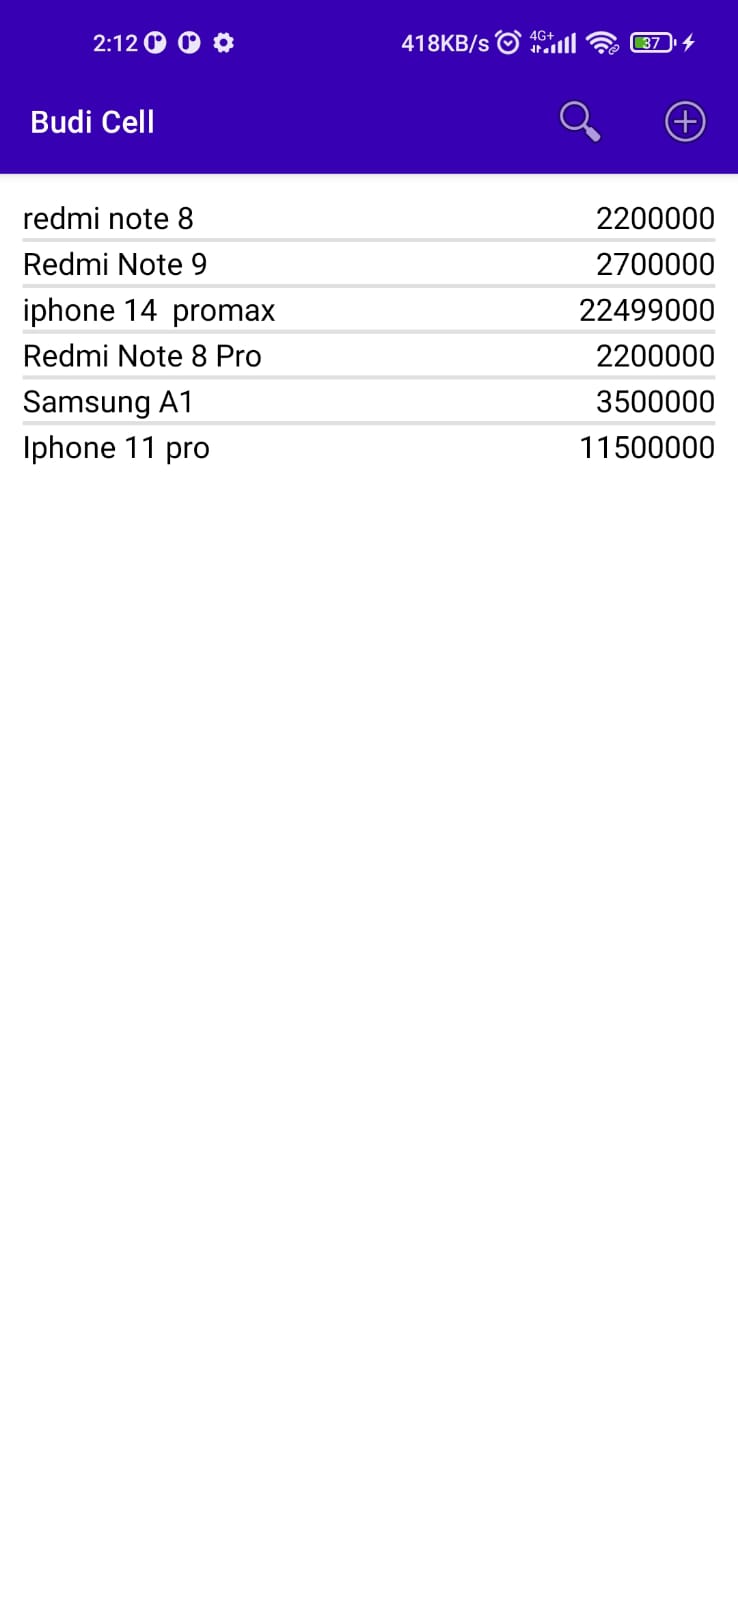 2:12 418KB/s 4G+ 37
Budi Cell
redmi note 8 2200000
Redmi Note 9 2700000
iphone 14  promax 22499000
Redmi Note 8 Pro 2200000
Samsung A1 3500000
Iphone 11 pro 11500000